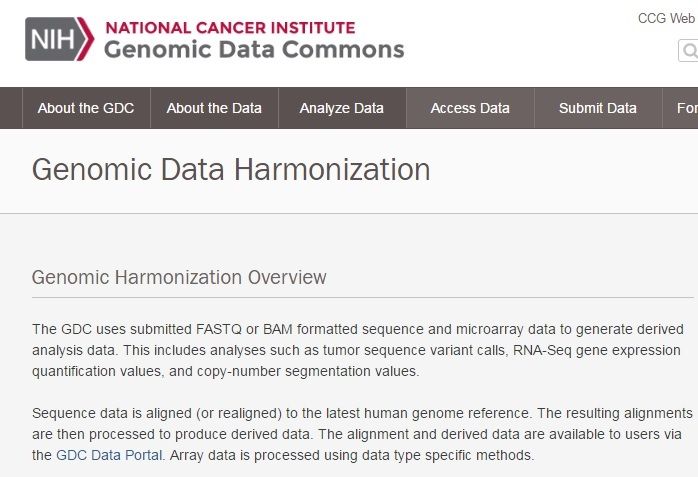 CCG Web
NIH NATIONAL CANCER INSTITUTE
Genomic Data Commons
About the GDC About the Data Analyze Data Access Data Submit Data
Genomic Data Harmonization
Genomic Harmonization Overview
The GDC uses submitted FASTQ or BAM formatted sequence and microarray data to generate derived
analysis data. This includes analyses such as tumor sequence variant calls, RNA-Seq gene expression
quantification values, and copy-number segmentation values.
Sequence data is aligned (or realigned) to the latest human genome reference. The resulting alignments
are then processed to produce derived data. The alignment and derived data are available to users via
the GDC Data Portal. Array data is processed using data type specific methods.